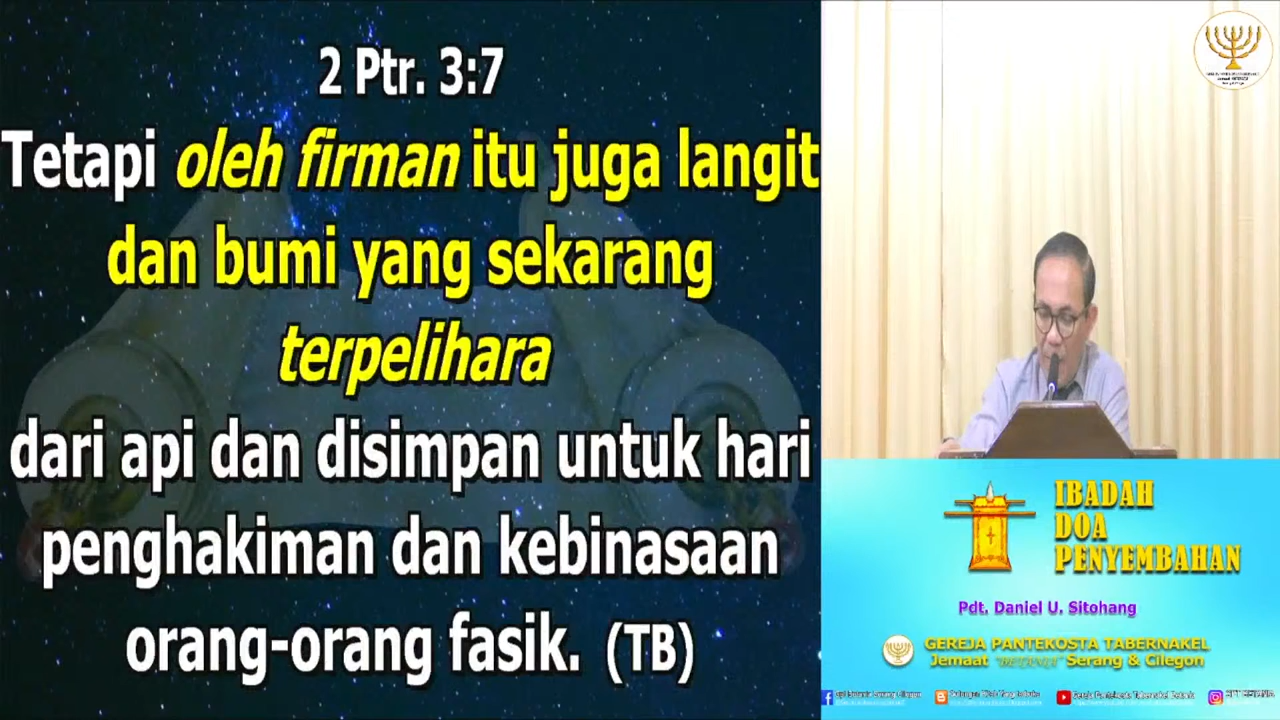 2 Ptr. 3:7
Tetapi oleh firman itu juga langit
dan bumi yang sekarang
terpelihara
dari api dan disimpan untuk hari
penghakiman dan kebinasaan
orang-orang fasik. (TB)
IBADAH
DOA
PENYEMBAHAN
Pdt. Daniel U. Sitohang
GEREJA PANTEKOSTA TABERNAKEL
Jemaat "BETANIA" Serang & Cilegon